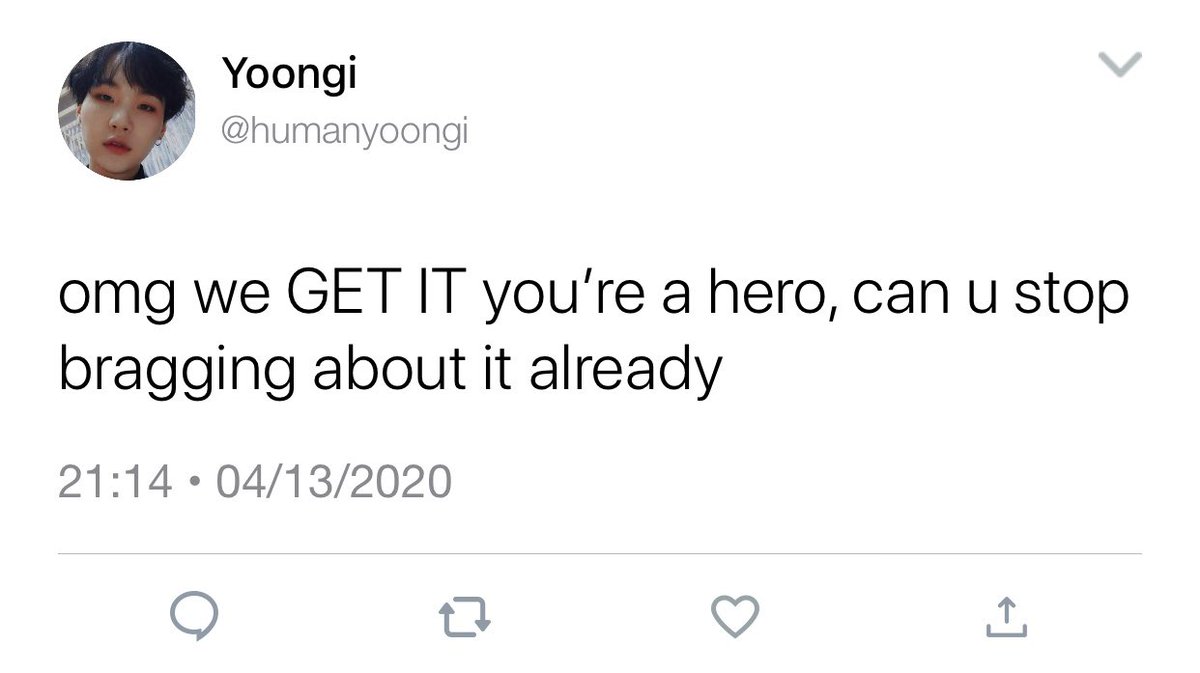 Yoongi
@humanyoongi
omg we GET IT you’re a hero, can u stop
bragging about it already
21:14 • 04/13/2020